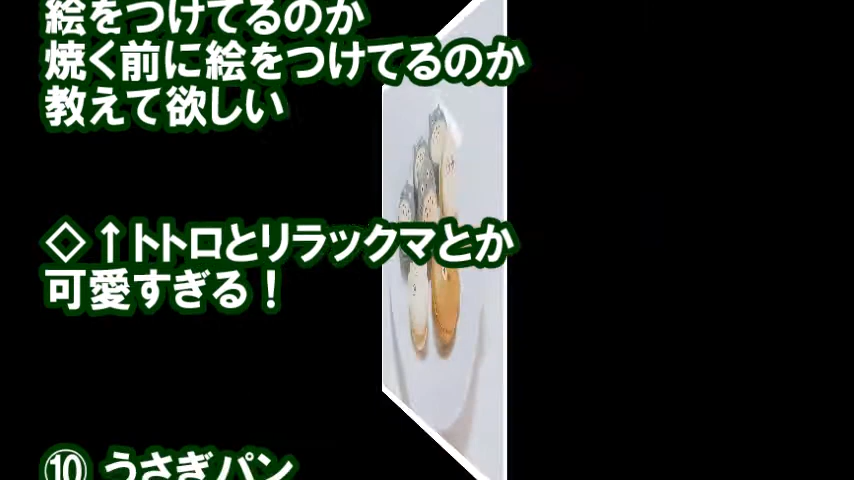 絵をつけてるのか
焼く前に絵をつけてるのか
教えて欲しい
◇↑トトロとリラックマとか
可愛すぎる！
⑩ うさぎパン